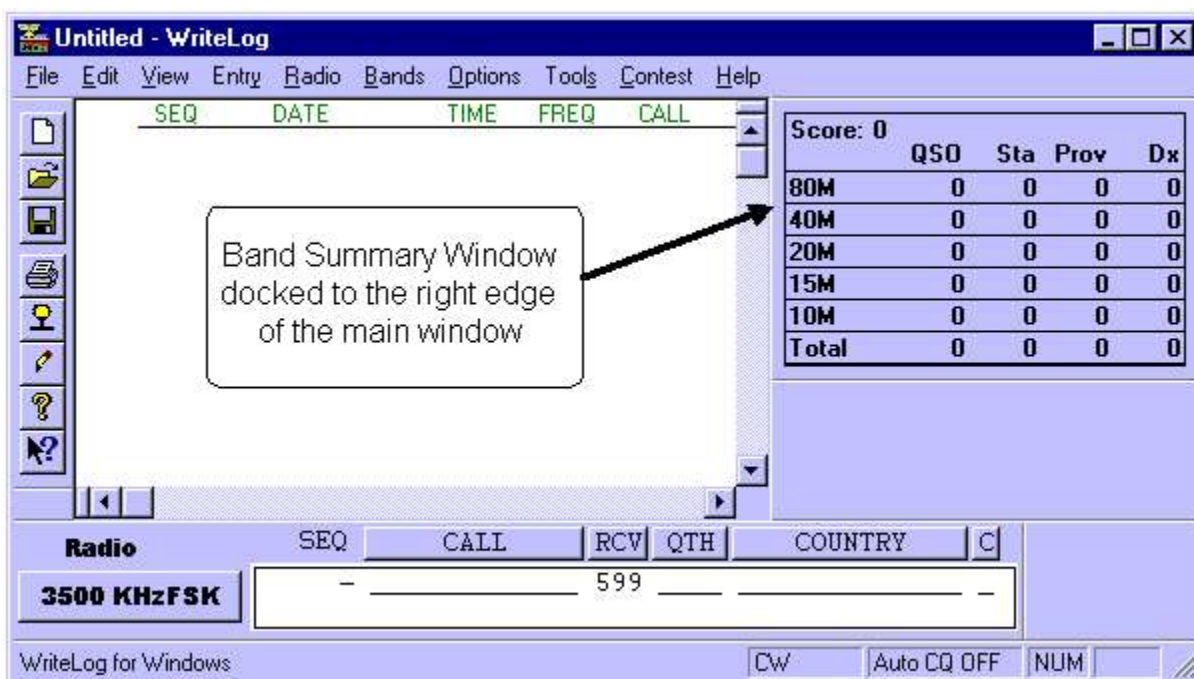 Untitled - WriteLog
File Edit View Entry Radio Bands Options Tools Contest Help
SEQ DATE TIME FREQ CALL
Band Summary Window
docked to the right edge
of the main window
Score: 0
QSO Sta Prov Dx
80M 0 0 0 0
40M 0 0 0 0
20M 0 0 0 0
15M 0 0 0 0
10M 0 0 0 0
Total 0 0 0 0
Radio SEQ CALL RCV QTH COUNTRY C
3500 KHzFSK 599
WriteLog for Windows CW Auto CQ OFF NUM